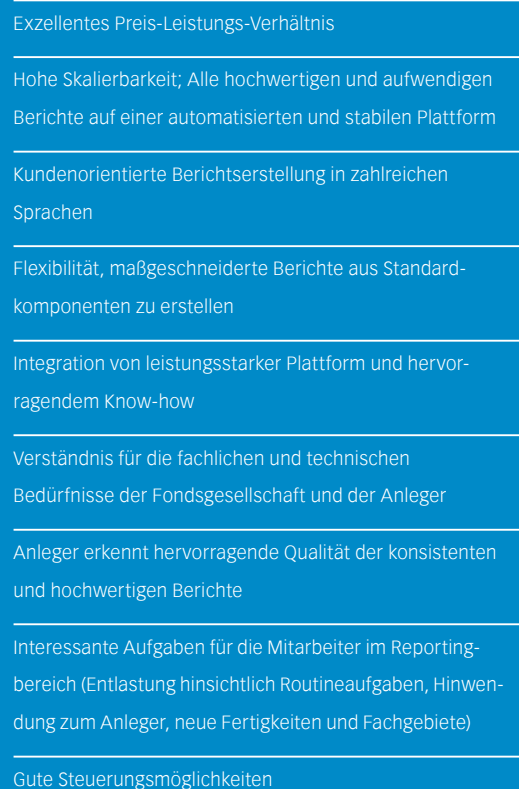 Exzellentes Preis-Leistungs-Verhältnis
Hohe Skalierbarkeit; Alle hochwertigen und aufwendigen
Berichte auf einer automatisierten und stabilen Plattform
Kundenorientierte Berichtserstellung in zahlreichen
Sprachen
Flexibilität, maßgeschneiderte Berichte aus Standard-
komponenten zu erstellen
Integration von leistungsstarker Plattform und hervor-
ragendem Know-how
Verständnis für die fachlichen und technischen
Bedürfnisse der Fondsgesellschaft und der Anleger
Anleger erkennt hervorragende Qualität der konsistenten
und hochwertigen Berichte
Interessante Aufgaben für die Mitarbeiter im Reporting-
bereich (Entlastung hinsichtlich Routineaufgaben, Hinwen-
dung zum Anleger, neue Fertigkeiten und Fachgebiete)
Gute Steuerungsmöglichkeiten